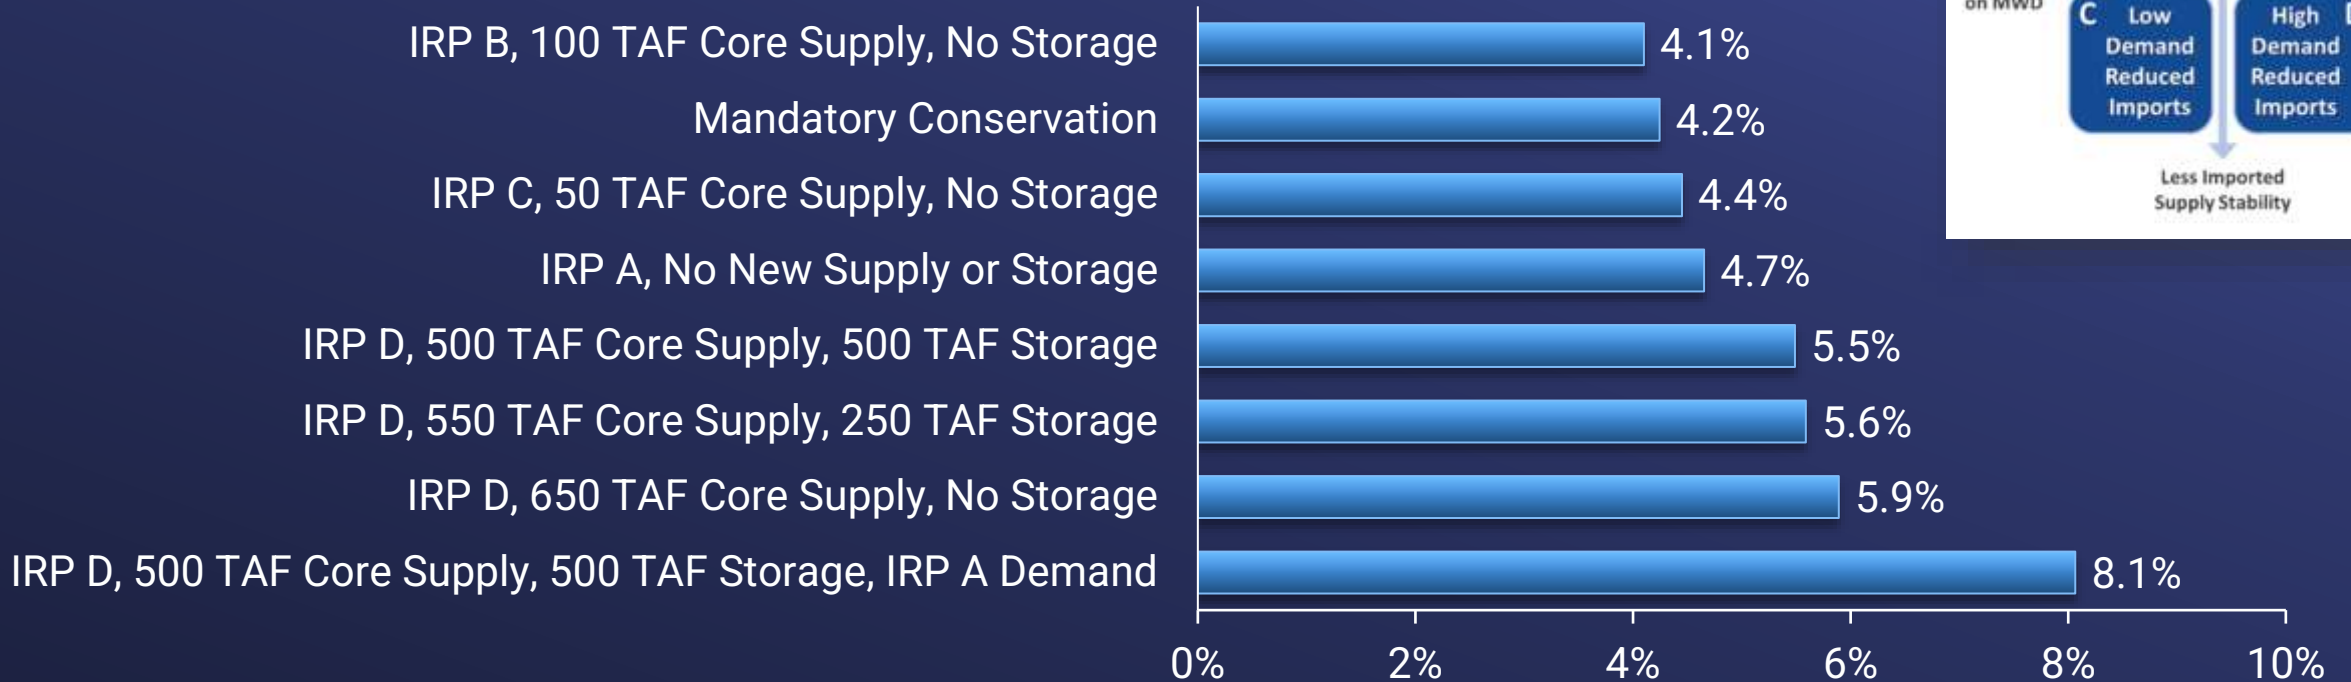 IRP B, 100 TAF Core Supply, No Storage 4.1%
Mandatory Conservation 4.2%
IRP C, 50 TAF Core Supply, No Storage 4.4%
IRP A, No New Supply or Storage 4.7%
IRP D, 500 TAF Core Supply, 500 TAF Storage 5.5%
IRP D, 550 TAF Core Supply, 250 TAF Storage 5.6%
IRP D, 650 TAF Core Supply, No Storage 5.9%
IRP D, 500 TAF Core Supply, 500 TAF Storage, IRP A Demand 8.1%
0% 2% 4% 6% 8% 10%
on MWD
C Low
Demand
Reduced
Imports
High
Demand
Reduced
Imports
Less Imported
Supply Stability